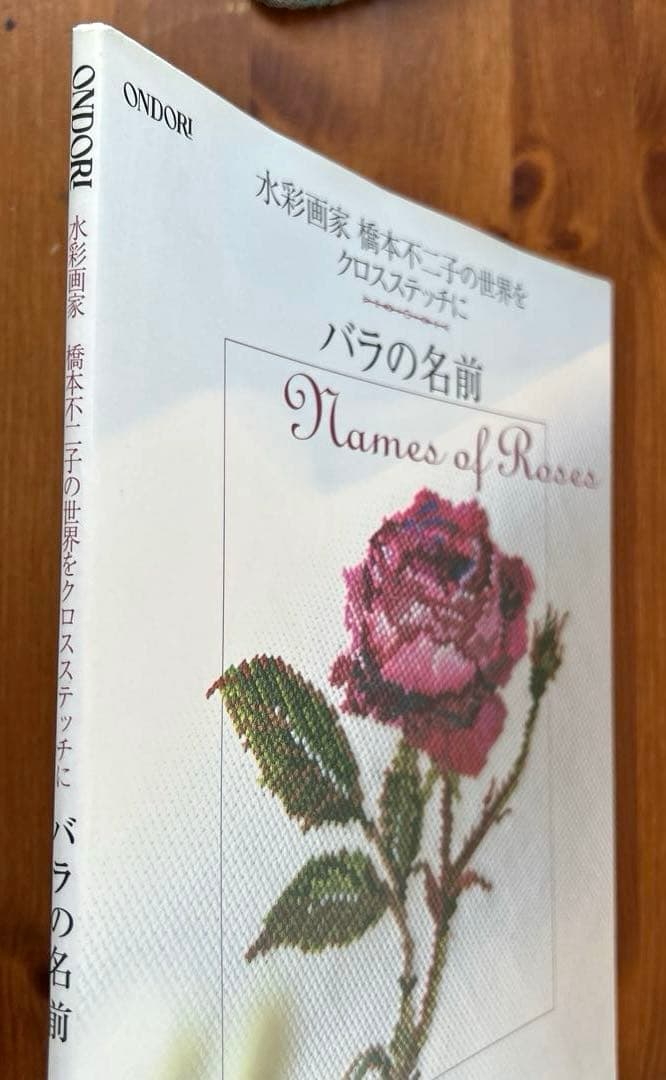 ONDORI
水彩画家 橋本不二子の世界をクロスステッチに
バラの名前
ONDORI
水彩画家 橋本不二子の世界を
クロスステッチに
バラの名前
Names of Roses